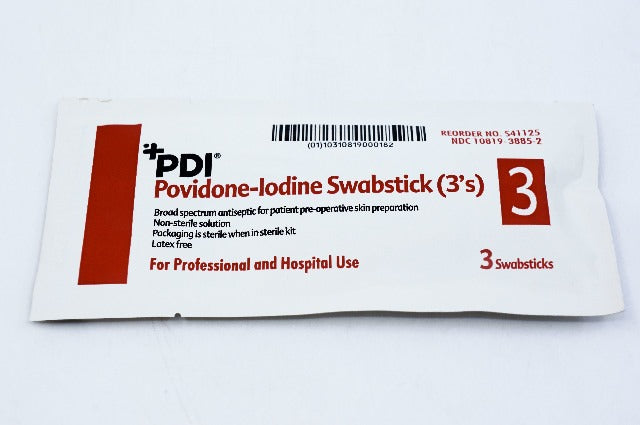 REORDER NO. S41125
(01)10310819000162
NDC 10819-3885-2
PDI®
Povidone-Iodine Swabstick (3's)
3
Broad spectrum antiseptic for patient pre-operative skin preparation
Non-sterile solution
Packaging is sterile when in sterile kit
Latex free
For Professional and Hospital Use
3 Swabsticks